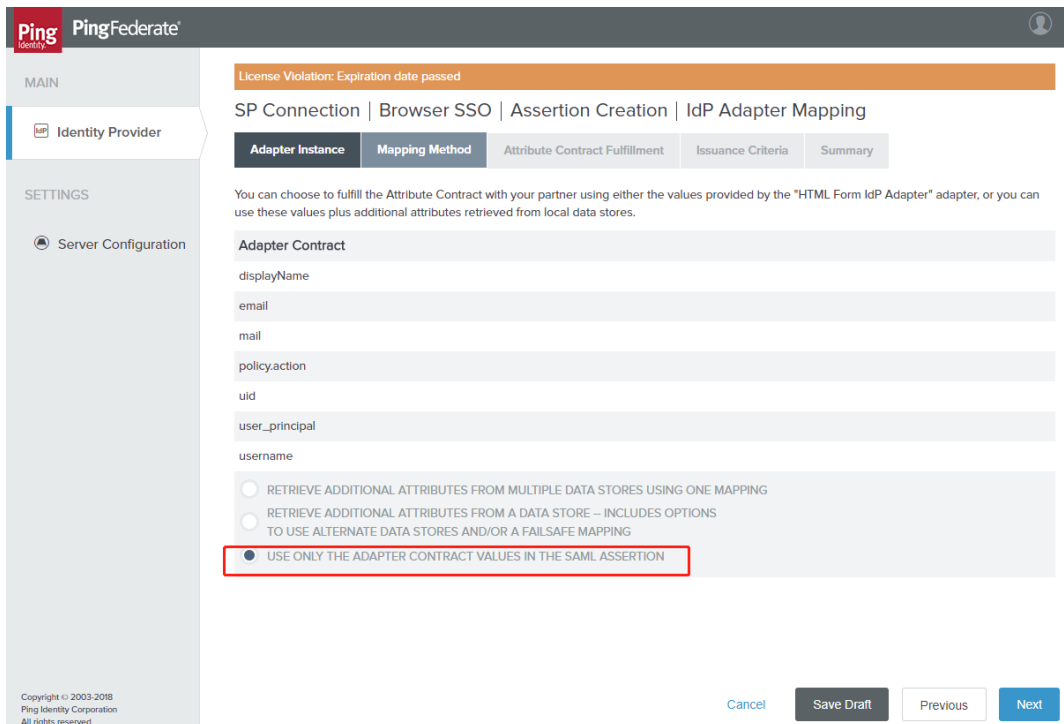 Ping
Identity.
PingFederate®
MAIN
IdP Identity Provider
SETTINGS
Server Configuration
License Violation: Expiration date passed
SP Connection | Browser SSO | Assertion Creation | IdP Adapter Mapping
Adapter Instance Mapping Method Attribute Contract Fulfillment Issuance Criteria Summary
You can choose to fulfill the Attribute Contract with your partner using either the values provided by the "HTML Form IdP Adapter" adapter, or you can
use these values plus additional attributes retrieved from local data stores.
Adapter Contract
displayName
email
mail
policy.action
uid
user_principal
username
RETRIEVE ADDITIONAL ATTRIBUTES FROM MULTIPLE DATA STORES USING ONE MAPPING
RETRIEVE ADDITIONAL ATTRIBUTES FROM A DATA STORE -- INCLUDES OPTIONS
TO USE ALTERNATE DATA STORES AND/OR A FAILSAFE MAPPING
USE ONLY THE ADAPTER CONTRACT VALUES IN THE SAML ASSERTION
Copyright © 2003-2018
Ping Identity Corporation
All rights reserved
Cancel Save Draft Previous Next